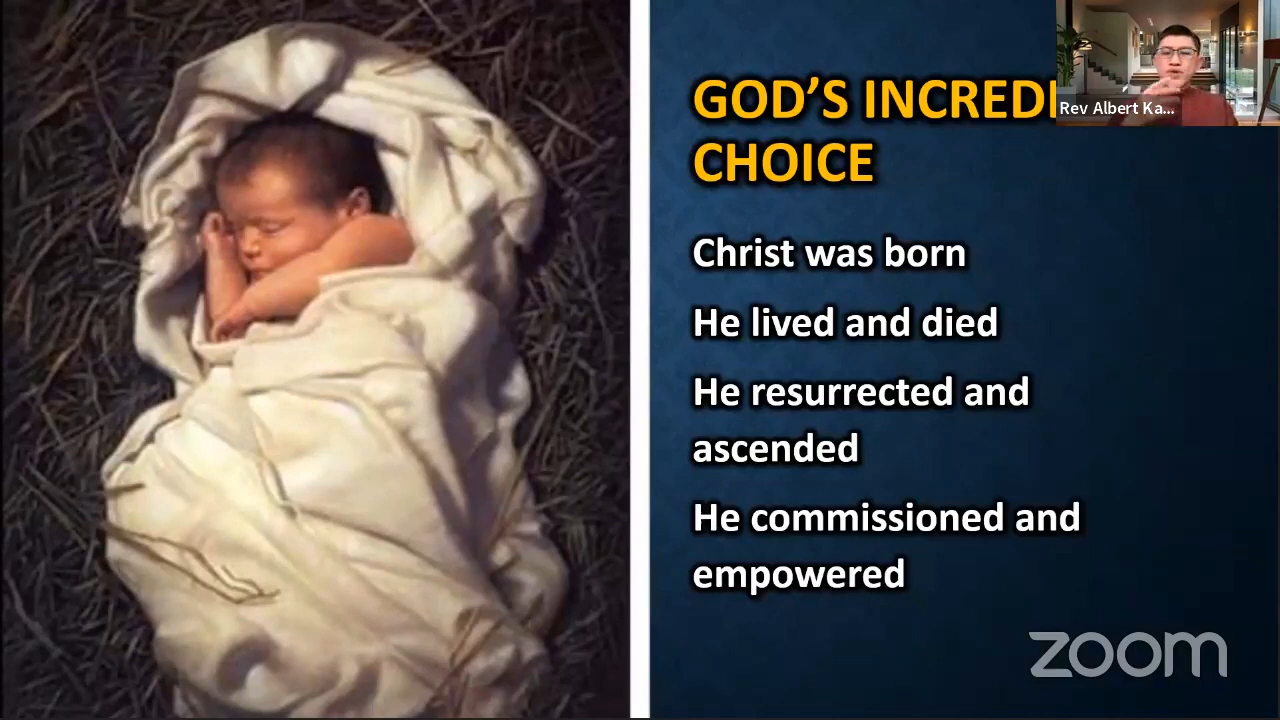 GOD'S INCREDI
CHOICE
Rev Albert Ka...
Christ was born
He lived and died
He resurrected and
ascended
He commissioned and
empowered
zoom